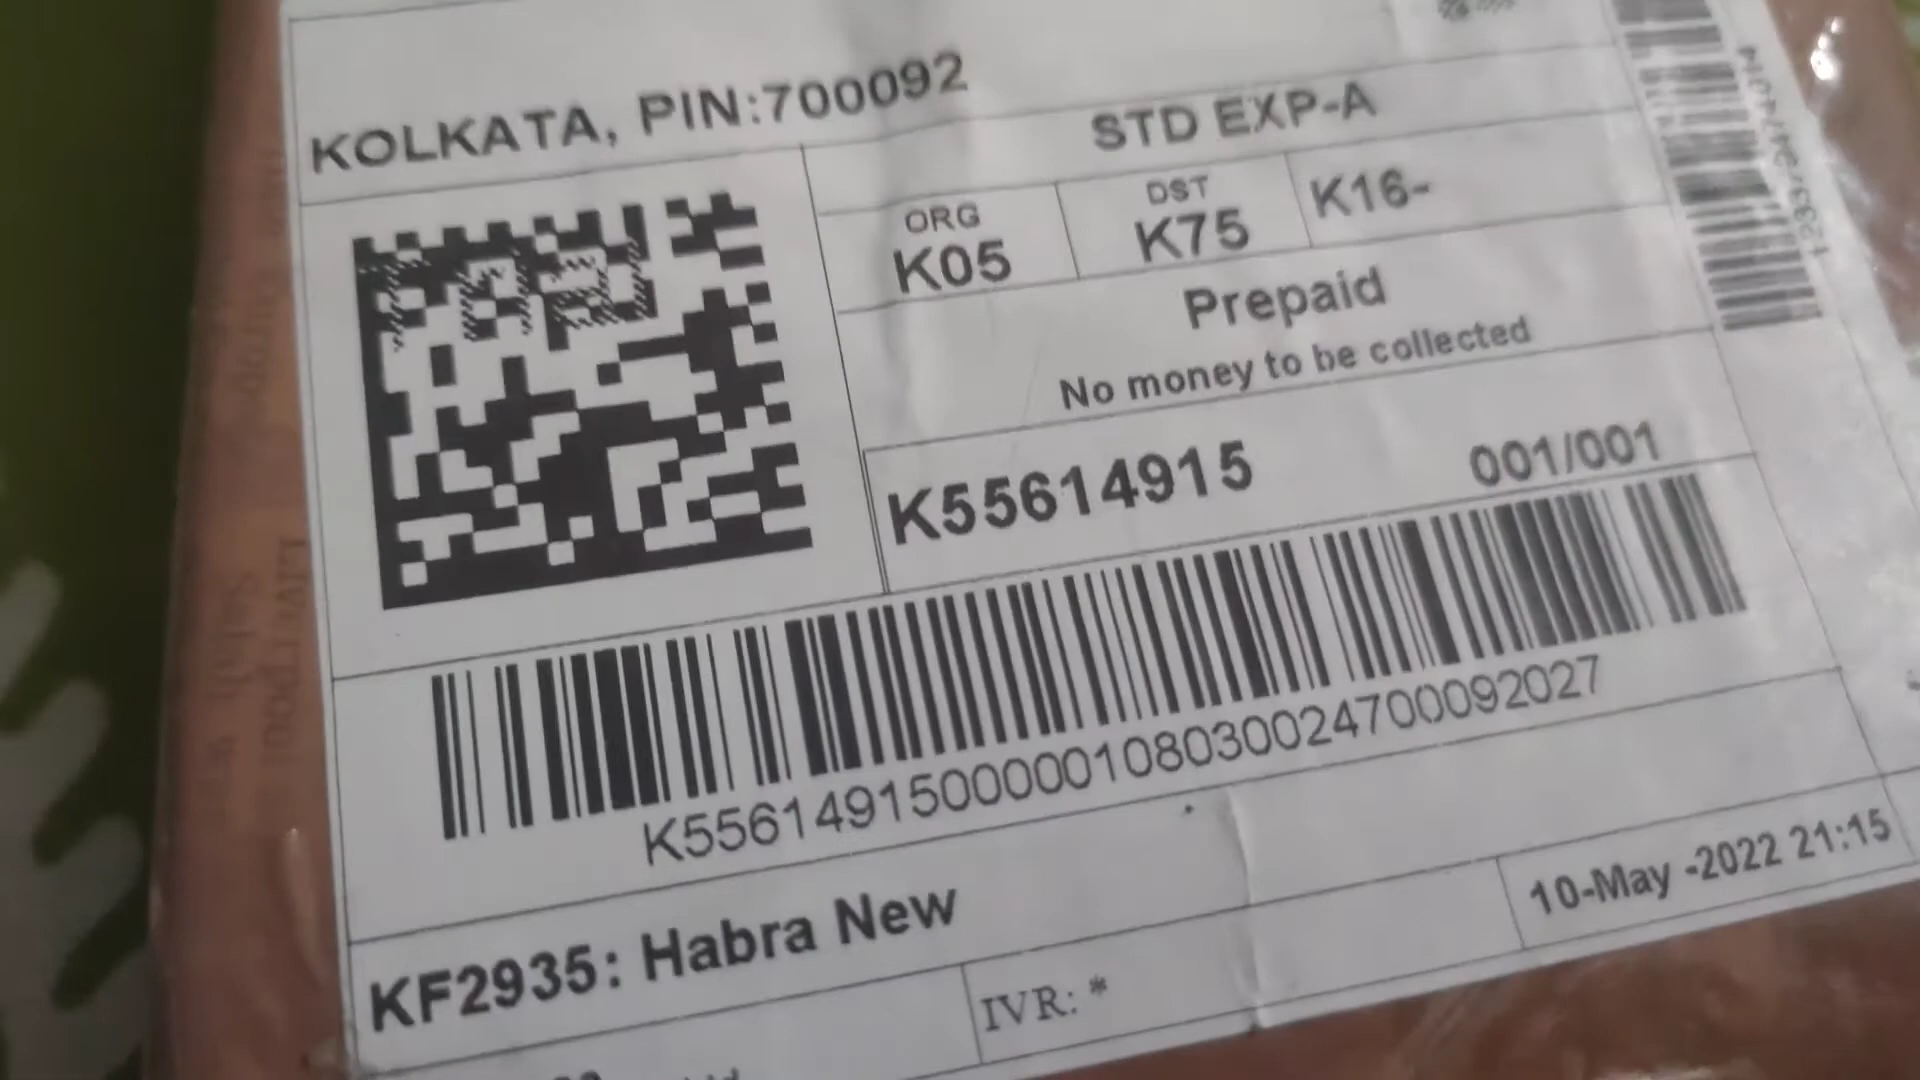 KOLKATA, PIN:700092
STD EXP-A
ORG
K05
DST
K75
K16-
Prepaid
No money to be collected
K55614915
001/001
K5561491500000108030024700092027
KF2935: Habra New
10-May -2022 21:15
IVR: *